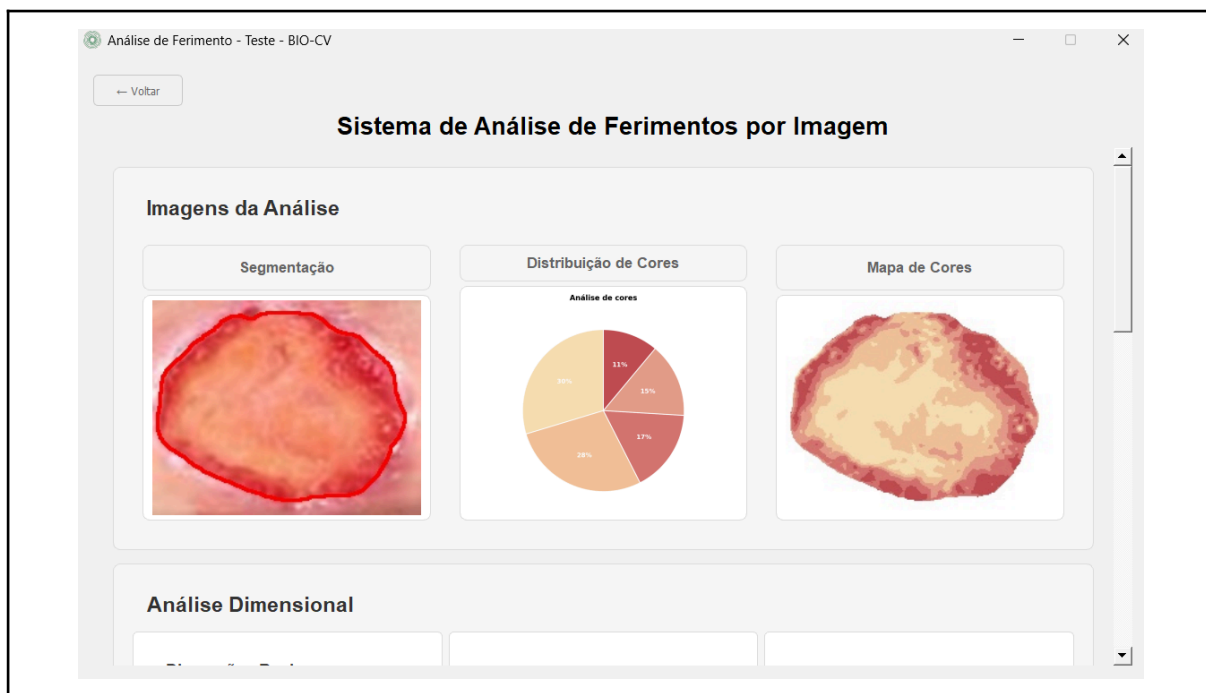 Análise de Ferimento - Teste - BIO-CV
← Voltar
Sistema de Análise de Ferimentos por Imagem
Imagens da Análise
Segmentação
Distribuição de Cores
Mapa de Cores
Análise de cores
11%
15%
17%
28%
Análise Dimensional